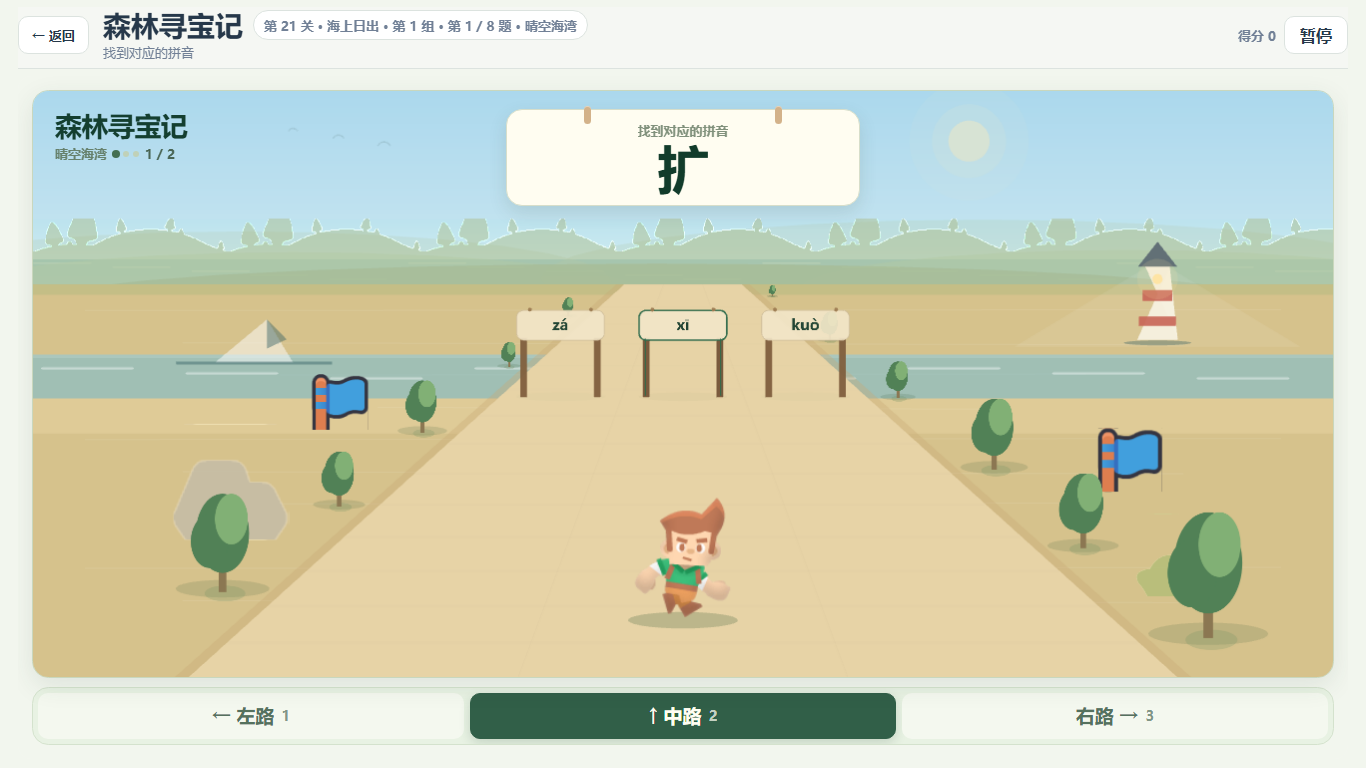 ← 返回
森林寻宝记
第 21 关 • 海上日出 • 第 1 组 • 第 1 / 8 题 • 晴空海湾
找到对应的拼音
得分 0
暂停
森林寻宝记
晴空海湾 1 / 2
找到对应的拼音
扩
zá
xī
kuò
← 左路 1
↑ 中路 2
右路 → 3